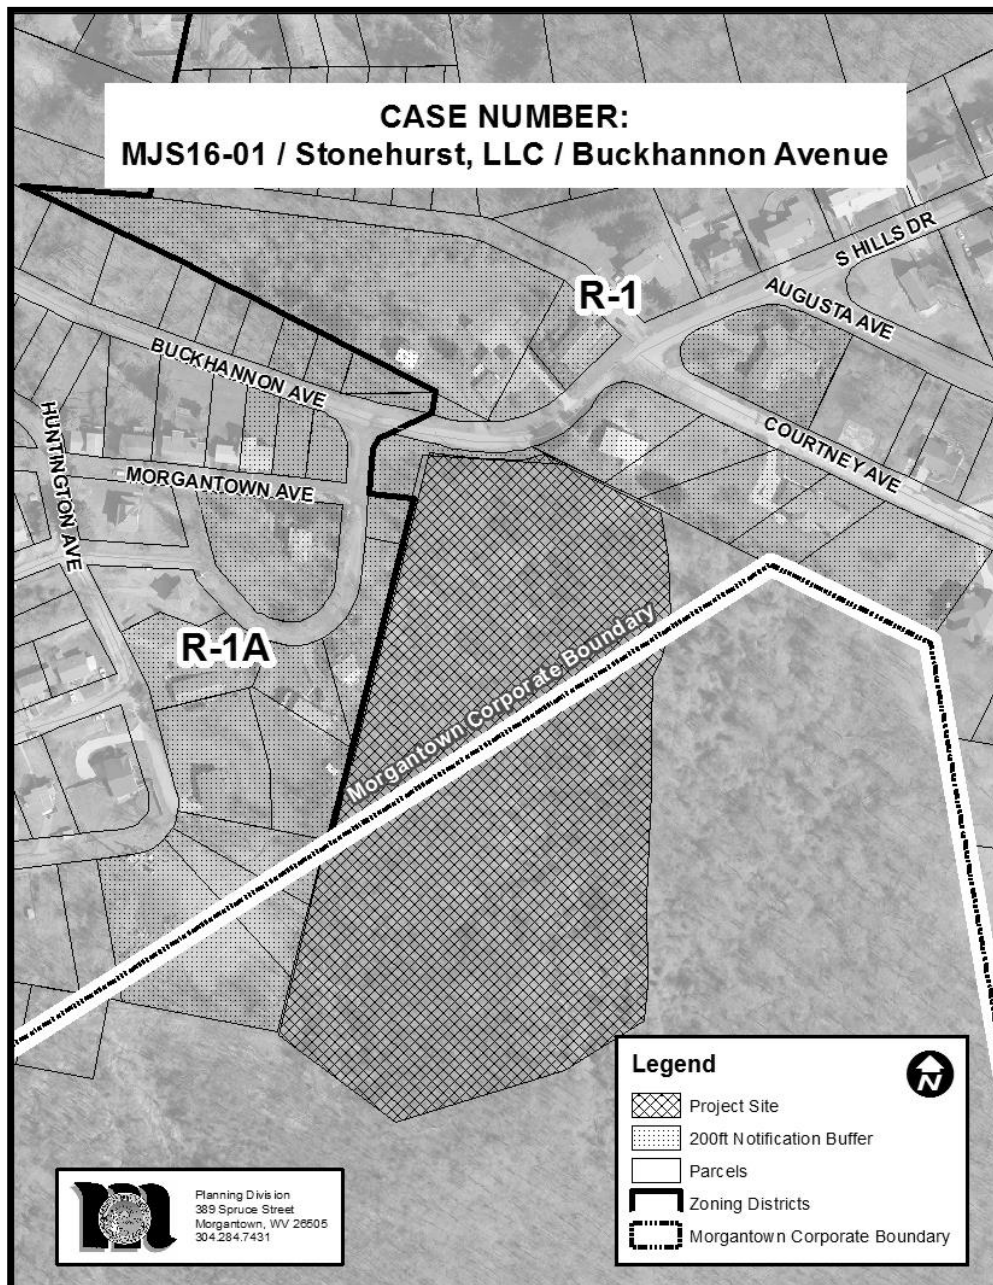 CASE NUMBER:
MJS16-01 / Stonehurst, LLC / Buckhannon Avenue
S HILLS DR
R-1
AUGUSTA AVE
BUCKHANNON AVE
HUNTINGTON AVE
COURTNEY AVE
MORGANTOWN AVE
R-1A
Morgantown Corporate Boundary
Legend
N
Project Site
200ft Notification Buffer
Parcels
Zoning Districts
Morgantown Corporate Boundary
m
Planning Division
389 Spruce Street
Morgantown, WV 26505
304.284.7431